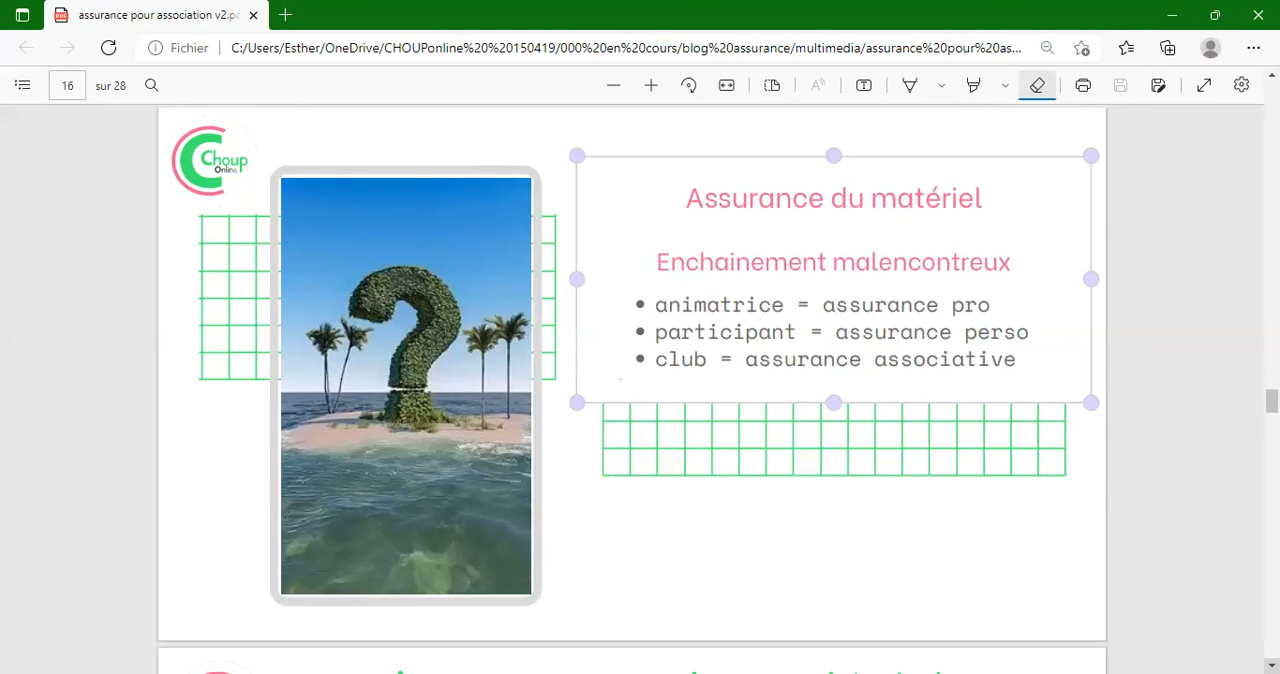 assurance pour association v2.p
Fichier
C:/Users/Esther/OneDrive/CHOUPonline%20%20150419/000%20en%20cours/blog%20assurance/multimedia/assurance%20pour%20as...
16
sur 28
Choup
Online
Assurance du matériel
Enchainement malencontreux
• animatrice = assurance pro
• participant = assurance perso
• club = assurance associative